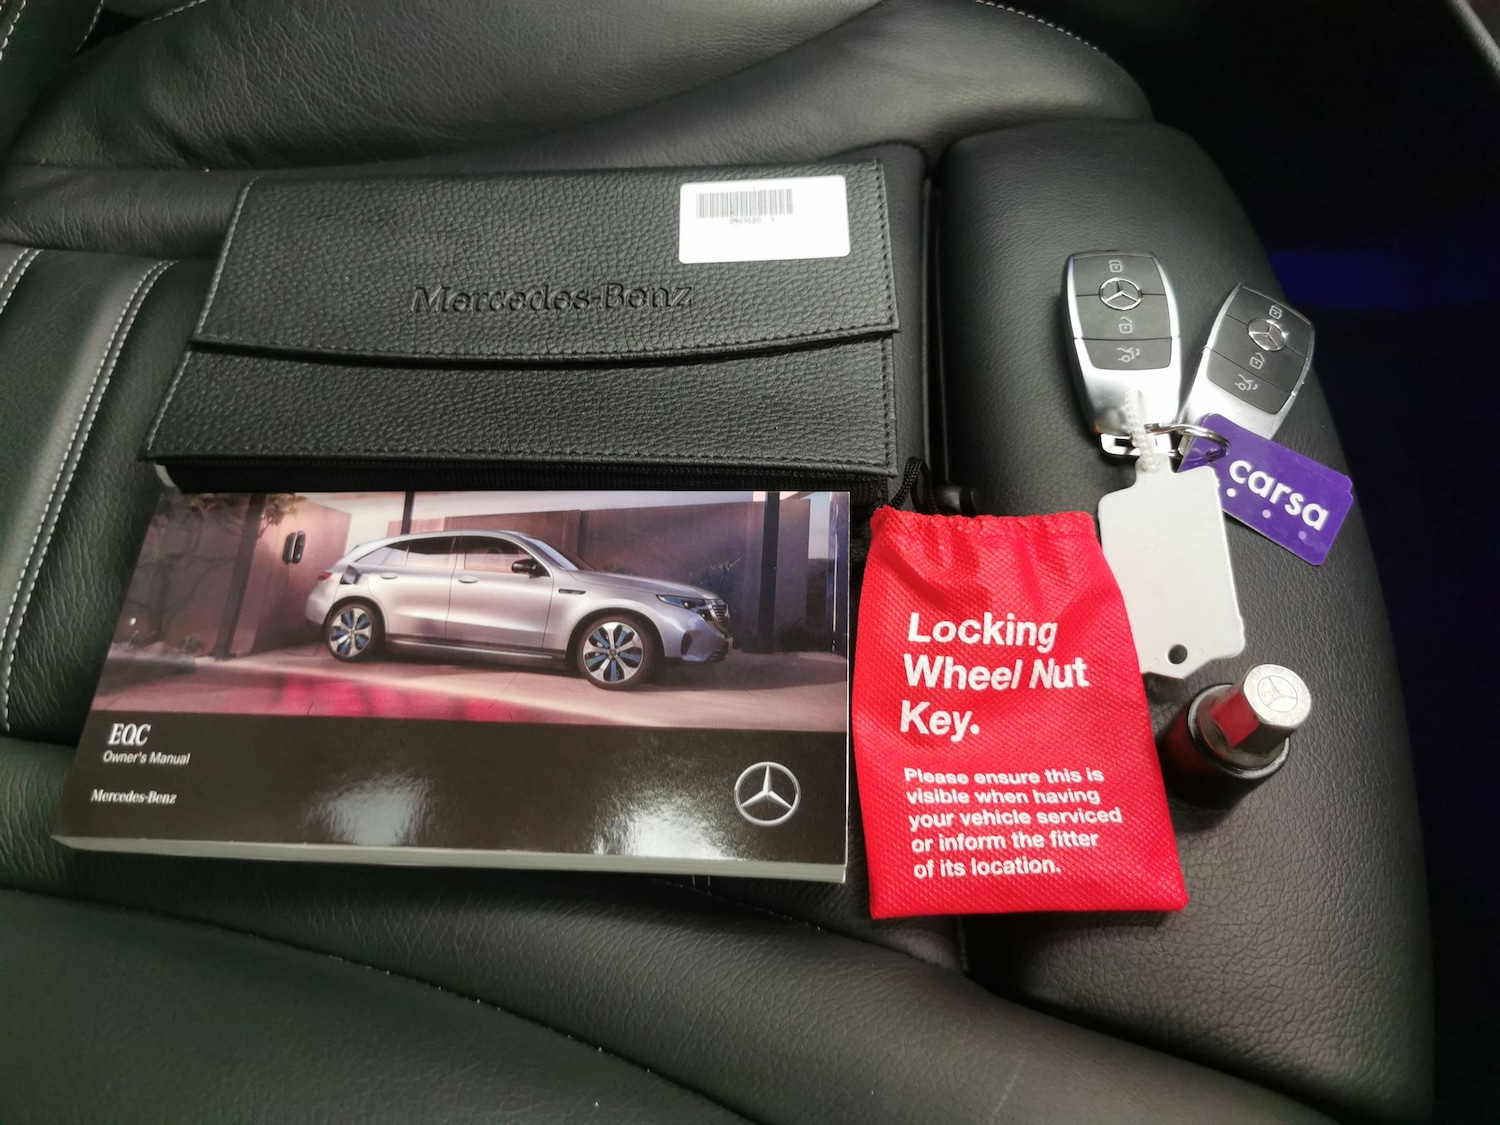 Mercedes-Benz
carsa
EQC
Owner's Manual
Mercedes-Benz
Locking
Wheel Nut
Key.
Please ensure this is
visible when having
your vehicle serviced
or inform the fitter
of its location.